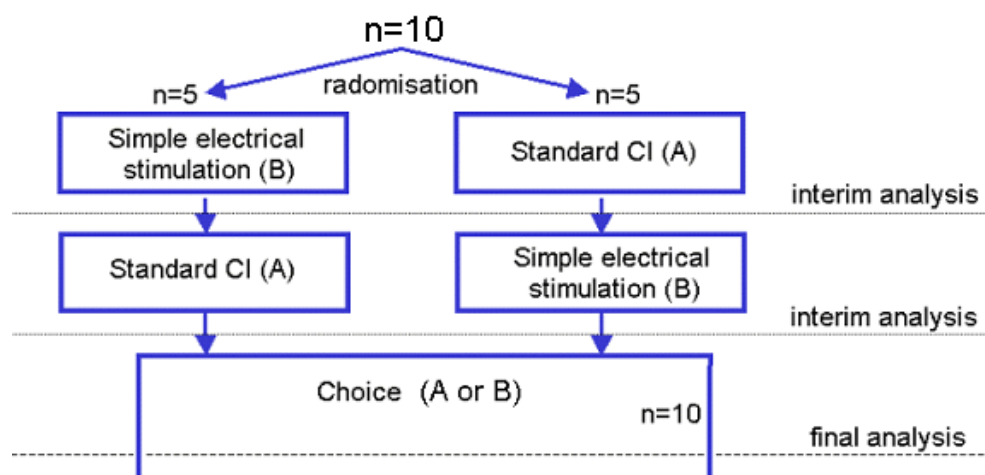 n=10
radomisation
n=5
n=5
Simple electrical
stimulation (B)
Standard CI (A)
interim analysis
Standard CI (A)
Simple electrical
stimulation (B)
interim analysis
Choice (A or B)
n=10
final analysis